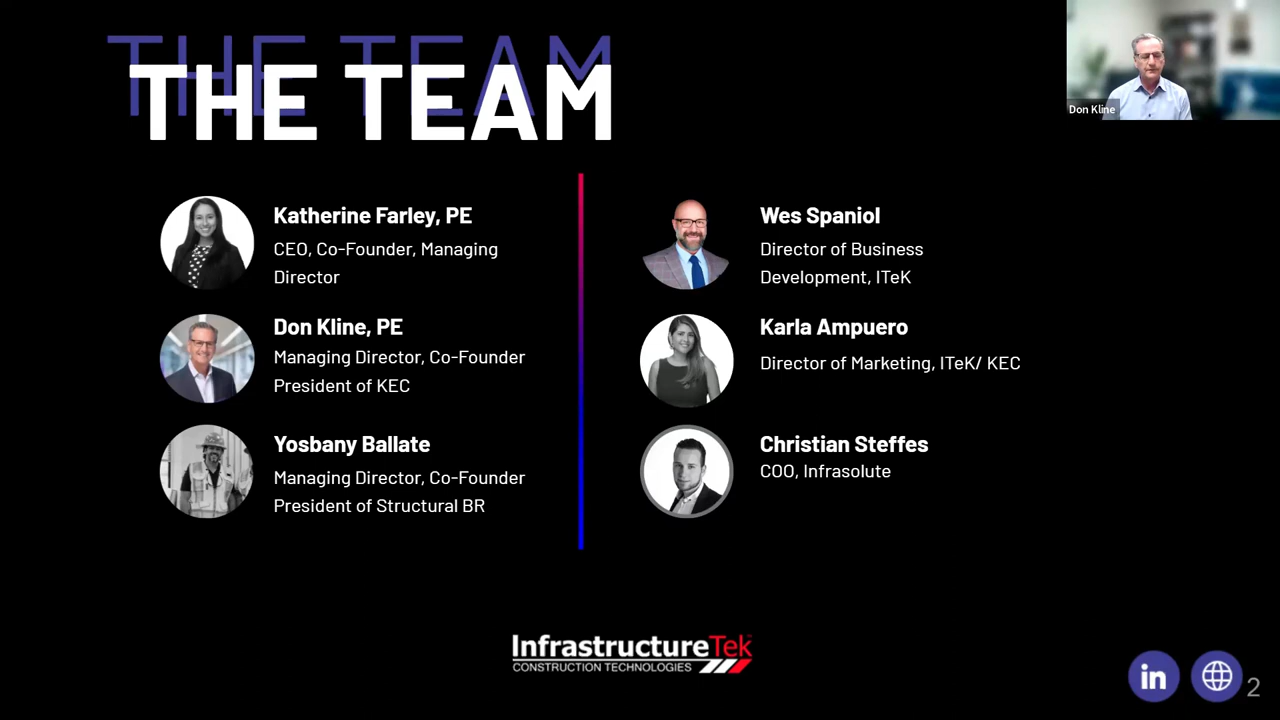 THE TEAM
THE TEAM
Don Kline
Katherine Farley, PE
CEO, Co-Founder, Managing
Director
Don Kline, PE
Managing Director, Co-Founder
President of KEC
Yosbany Ballate
Managing Director, Co-Founder
President of Structural BR
Wes Spaniol
Director of Business
Development, ITeK
Karla Ampuero
Director of Marketing, ITeK/ KEC
Christian Steffes
COO, Infrasolute
InfrastructureTek
CONSTRUCTION TECHNOLOGIES
in
2